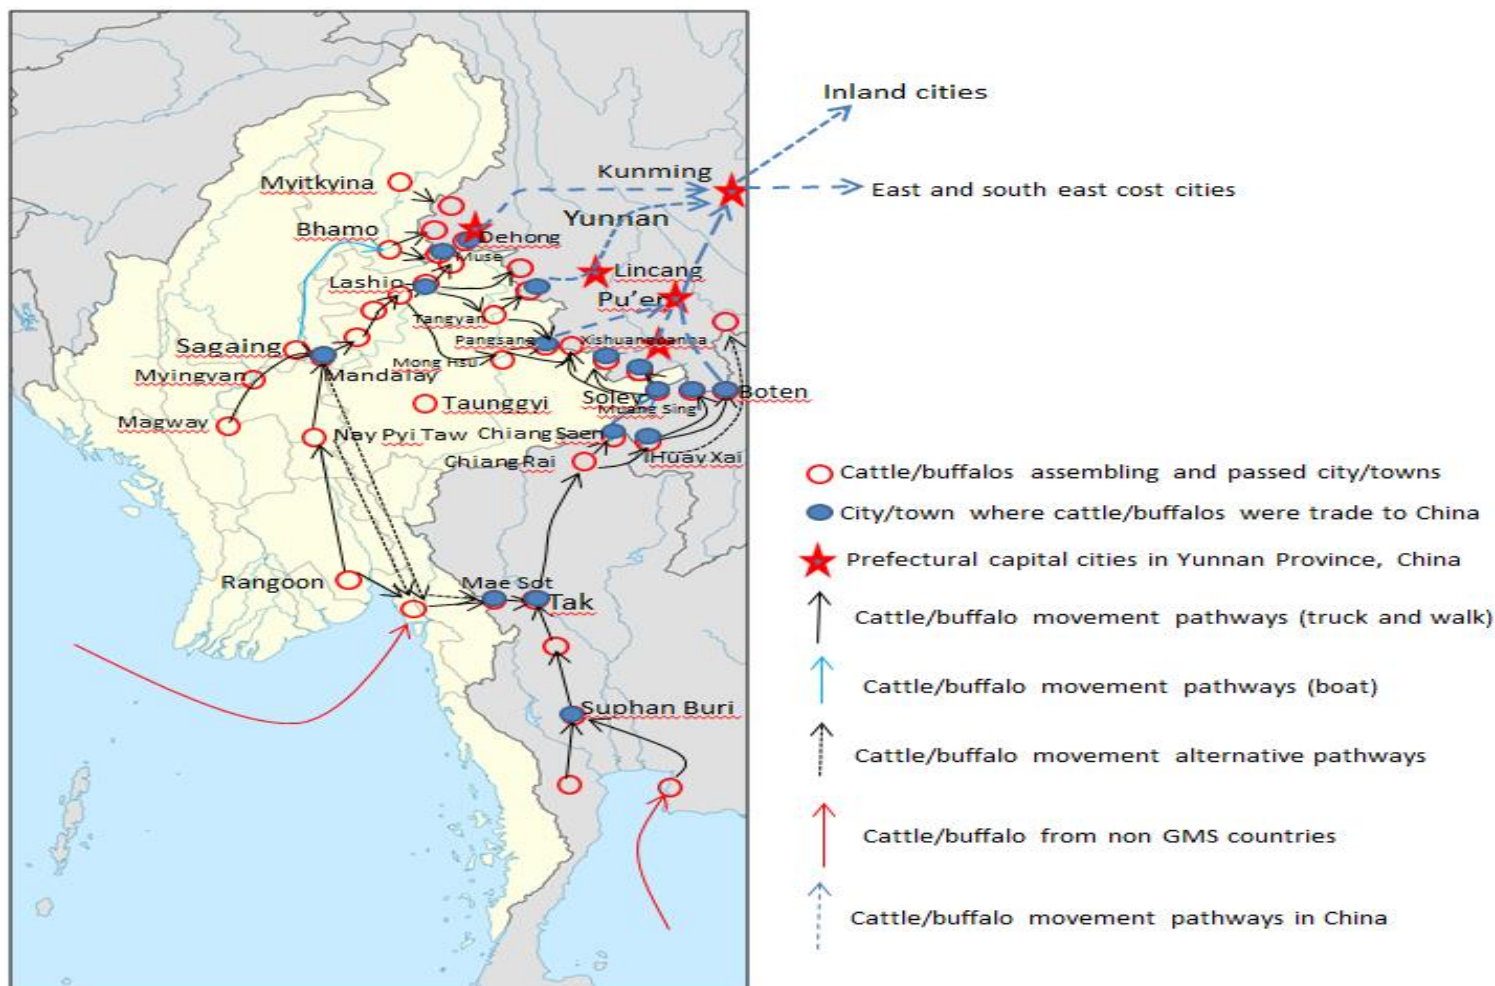 Inland cities
Kunming
Myitkyina
East and south east cost cities
Yunnan
Bhamo
Dehong
Muse
Lincang
Lashio
Pu'er
Tangyan
Sagaing
Pangsang
Xishuangbanna
Mong Hsu
Myingyan
Mandalay
Soley
Boten
Taunggyi
Muang Sing
Magway
Nay Pyi Taw
Chiang Saen
Chiang Rai
Huay Xai
Cattle/buffalos assembling and passed city/towns
City/town where cattle/buffalos were trade to China
Prefectural capital cities in Yunnan Province, China
Rangoon
Mae Sot
Tak
Cattle/buffalo movement pathways (truck and walk)
Cattle/buffalo movement pathways (boat)
Suphan Buri
Cattle/buffalo movement alternative pathways
Cattle/buffalo from non GMS countries
Cattle/buffalo movement pathways in China